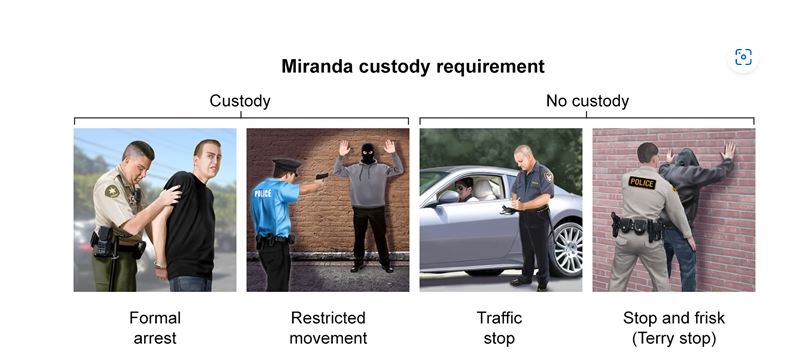 Miranda custody requirement
Custody
No custody
POLICE
POLICE
Formal
arrest
Restricted
movement
Traffic
stop
Stop and frisk
(Terry stop)